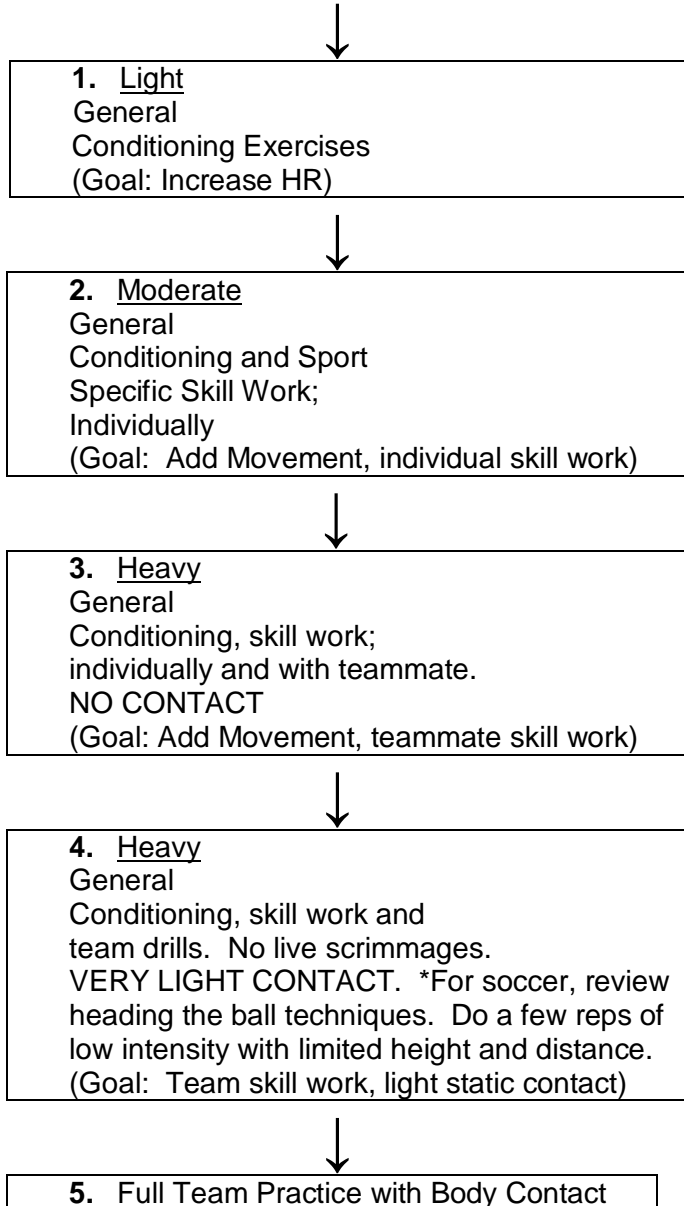 1. Light
General
Conditioning Exercises
(Goal: Increase HR)
2. Moderate
General
Conditioning and Sport
Specific Skill Work;
Individually
(Goal: Add Movement, individual skill work)
3. Heavy
General
Conditioning, skill work;
individually and with teammate.
NO CONTACT
(Goal: Add Movement, teammate skill work)
4. Heavy
General
Conditioning, skill work and
team drills. No live scrimmages.
VERY LIGHT CONTACT. *For soccer, review
heading the ball techniques. Do a few reps of
low intensity with limited height and distance.
(Goal: Team skill work, light static contact)
5. Full Team Practice with Body Contact